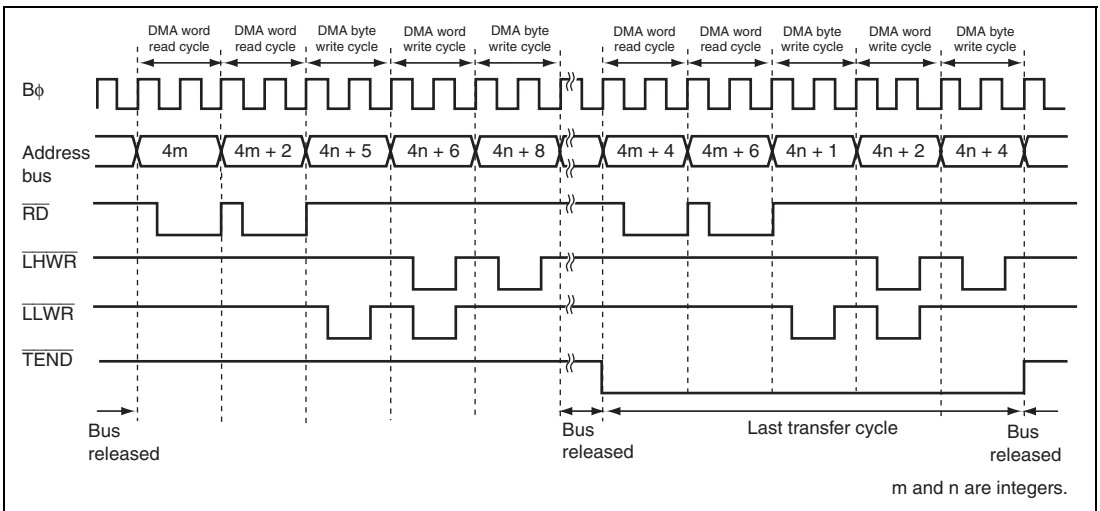 DMA word read cycle DMA word read cycle DMA byte write cycle DMA word write cycle DMA byte write cycle DMA word read cycle DMA word read cycle DMA byte write cycle DMA word write cycle DMA byte write cycle
Bϕ
Address bus 4m 4m + 2 4n + 5 4n + 6 4n + 8 4m + 4 4m + 6 4n + 1 4n + 2 4n + 4
RD
LHWR
LLWR
TEND
Bus released Bus released Last transfer cycle Bus released
m and n are integers.